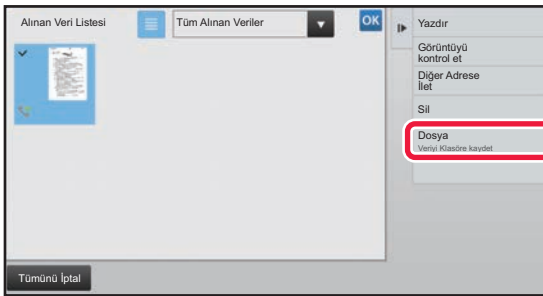 Alınan Veri Listesi
Tüm Alınan Veriler
OK
Yazdır
Görüntüyü
kontrol et
Diğer Adrese
İlet
Sil
Dosya
Veriyi Klasöre kaydet
Tümünü İptal